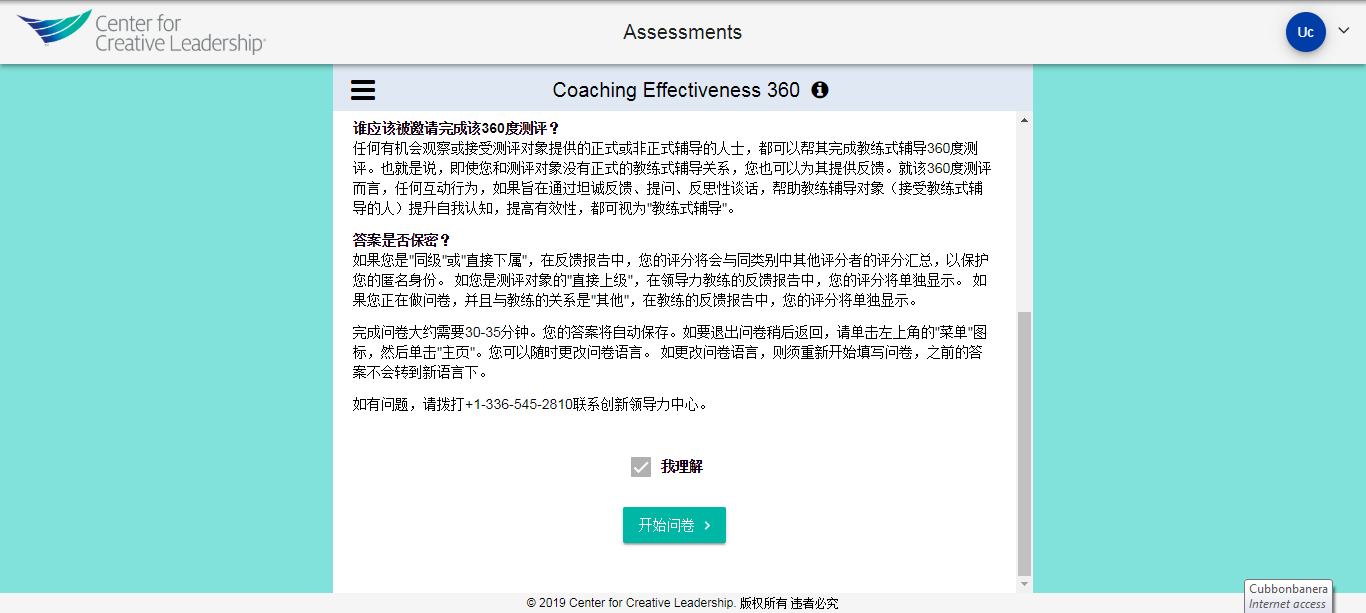 Center for
Creative Leadership®
Assessments
Uc
Coaching Effectiveness 360
谁应该被邀请完成该360度测评？
任何有机会观察或接受测评对象提供的正式或非正式辅导的人士，都可以帮其完成教练式辅导360度测
评。也就是说，即使您和测评对象没有正式的教练式辅导关系，您也可以为其提供反馈。就该360度测评
而言，任何互动行为，如果旨在通过坦诚反馈、提问、反思性谈话，帮助教练辅导对象（接受教练式辅
导的人）提升自我认知，提高有效性，都可视为"教练式辅导"。
答案是否保密？
如果您是"同级"或"直接下属"，在反馈报告中，您的评分将会与同类别中其他评分者的评分汇总，以保护
您的匿名身份。 如您是测评对象的"直接上级"，在领导力教练的反馈报告中，您的评分将单独显示。 如
果您正在做问卷，并且与教练的关系是"其他"，在教练的反馈报告中，您的评分将单独显示。
完成问卷大约需要30-35分钟。您的答案将自动保存。如要退出问卷稍后返回，请单击左上角的"菜单"图
标，然后单击"主页"。您可以随时更改问卷语言。 如更改问卷语言，则须重新开始填写问卷，之前的答
案不会转到新语言下。
如有问题，请拨打+1-336-545-2810联系创新领导力中心。
我理解
开始问卷
© 2019 Center for Creative Leadership. 版权所有 违者必究
Cubbonbanera
Internet access